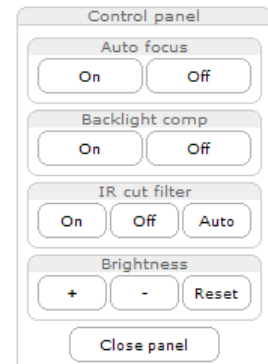 Control panel
Auto focus
On Off
Backlight comp
On Off
IR cut filter
On Off Auto
Brightness
+ - Reset
Close panel